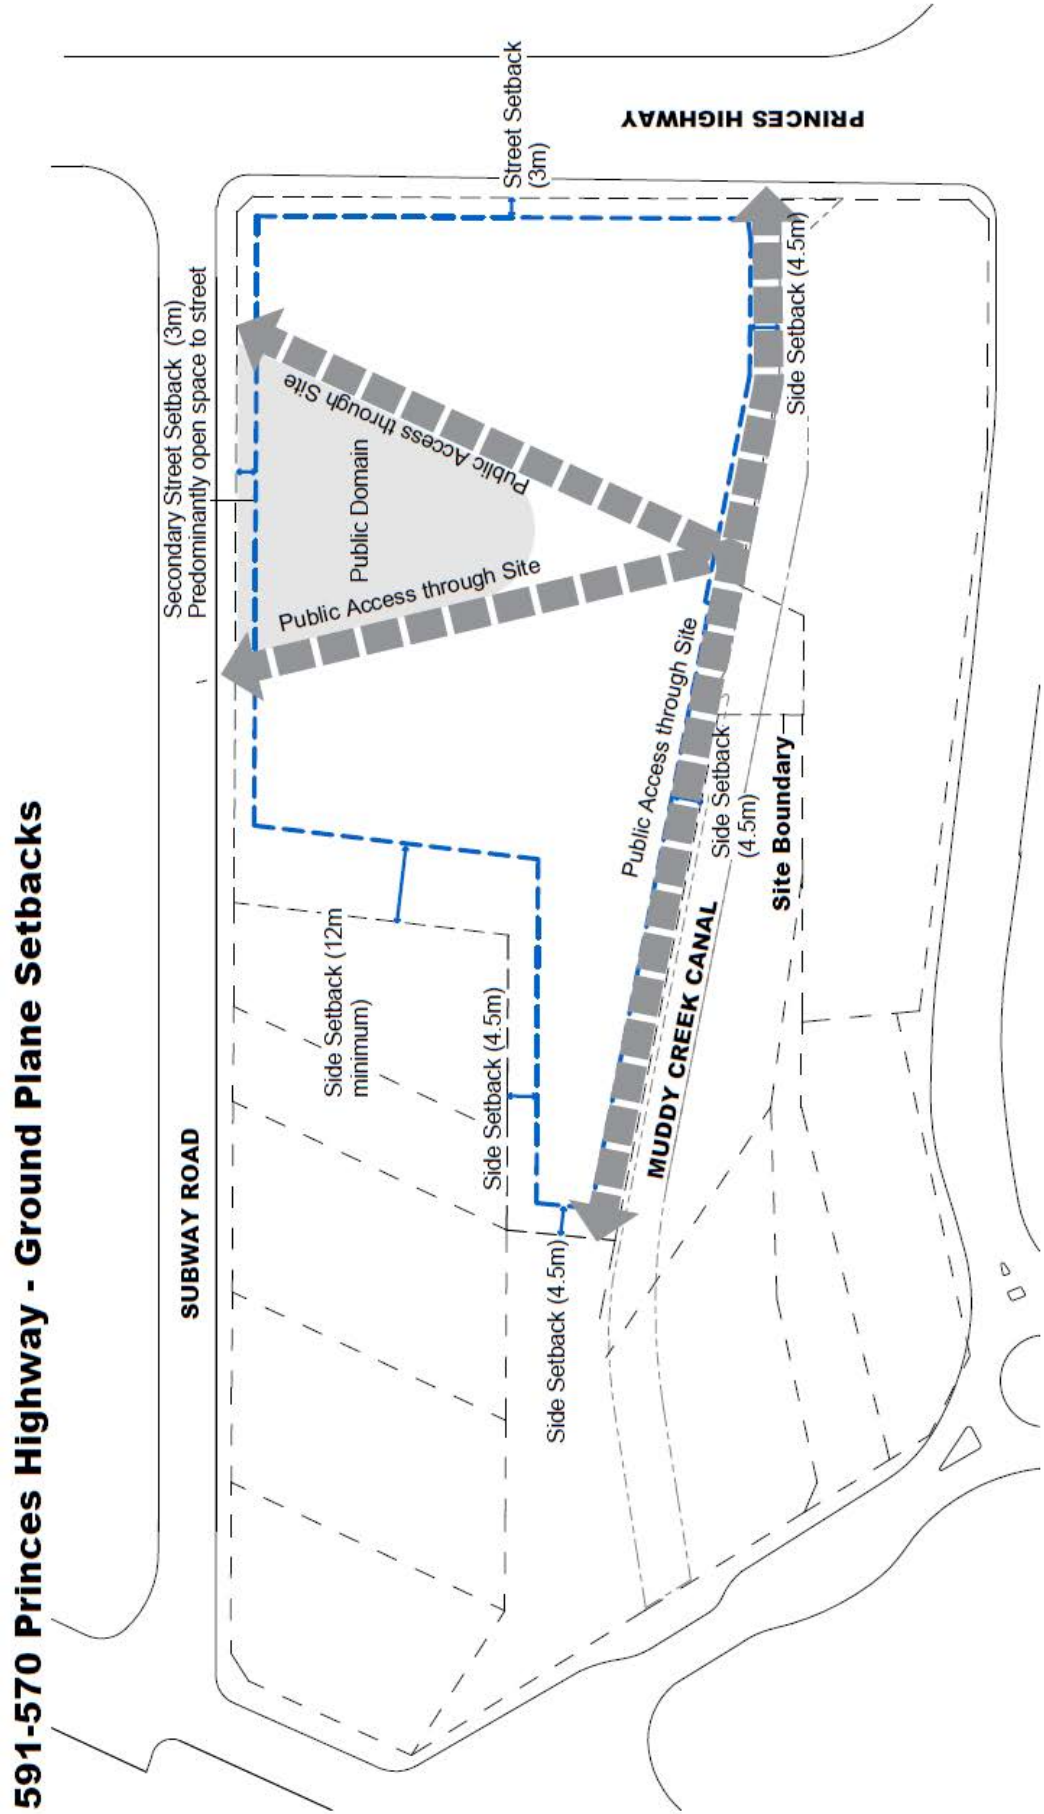 591-570 Princes Highway - Ground Plane Setbacks
SUBWAY ROAD
Secondary Street Setback (3m)
Predominantly open space to street
Street Setback
(3m)
PRINCES HIGHWAY
Public Access through Site
Public Domain
Public Access through Site
Side Setback (12m
minimum)
Side Setback (4.5m)
Side Setback (4.5m)
Public Access through Site
Side Setback
(4.5m)
Side Setback (4.5m)
Site Boundary
MUDDY CREEK CANAL